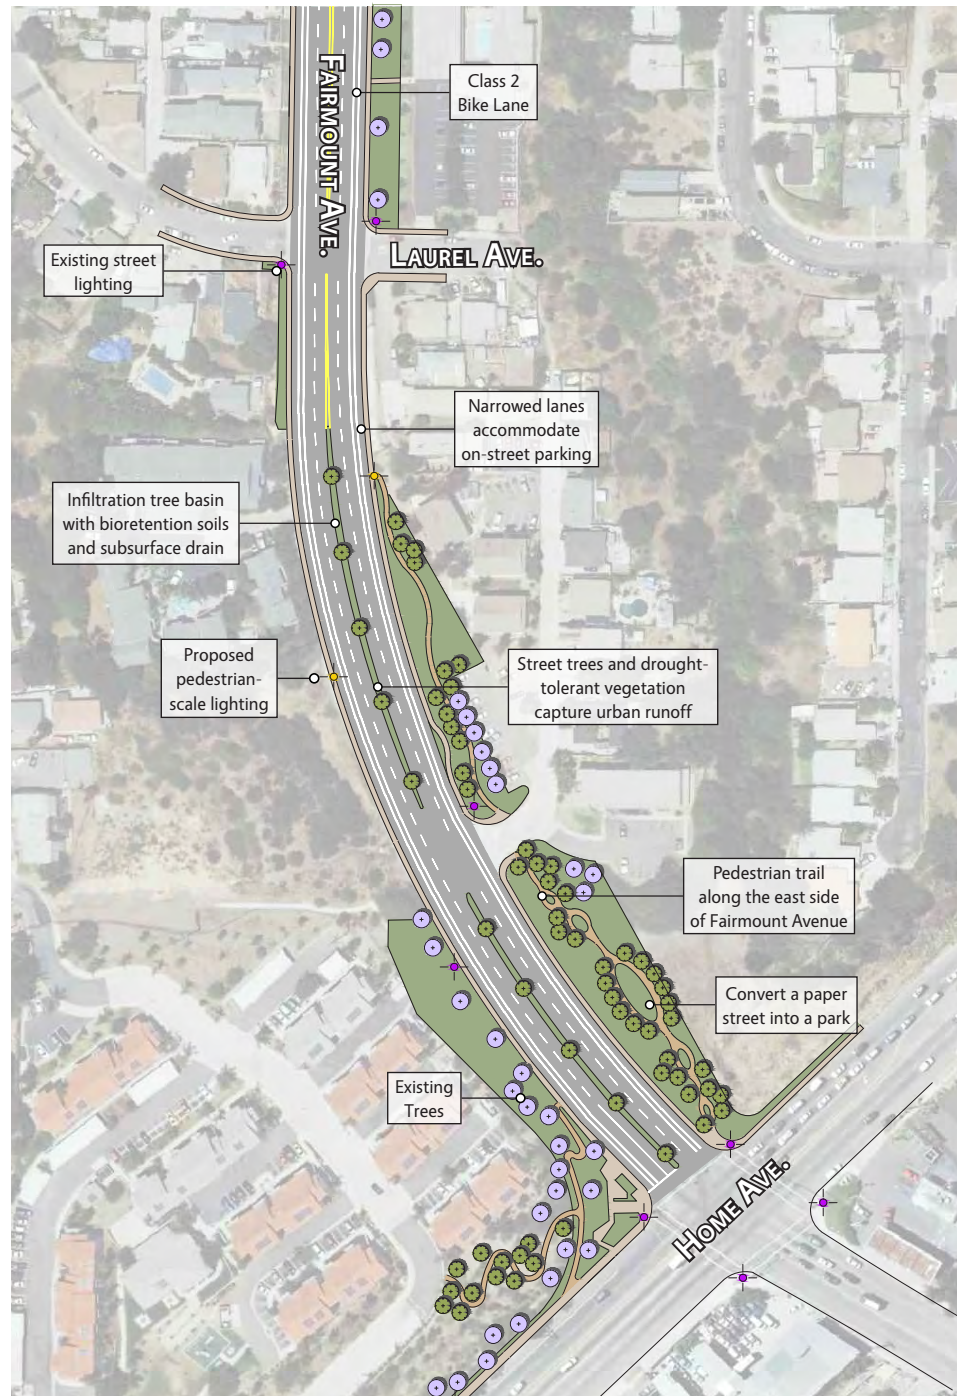 FAIRMOUNT AVE.
Class 2
Bike Lane
LAUREL AVE.
Existing street
lighting
Narrowed lanes
accommodate
on-street parking
Infiltration tree basin
with bioretention soils
and subsurface drain
Proposed
pedestrian-
scale lighting
Street trees and drought-
tolerant vegetation
capture urban runoff
Pedestrian trail
along the east side
of Fairmount Avenue
Convert a paper
street into a park
Existing
Trees
HOME AVE.